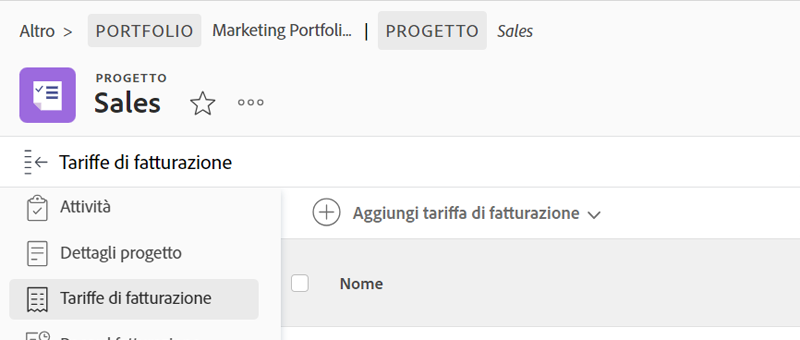 Altro > PORTFOLIO Marketing Portfoli... | PROGETTO Sales
PROGETTO
Sales
Tariffe di fatturazione
Attività
Aggiungi tariffa di fatturazione
Dettagli progetto
Tariffe di fatturazione
Nome